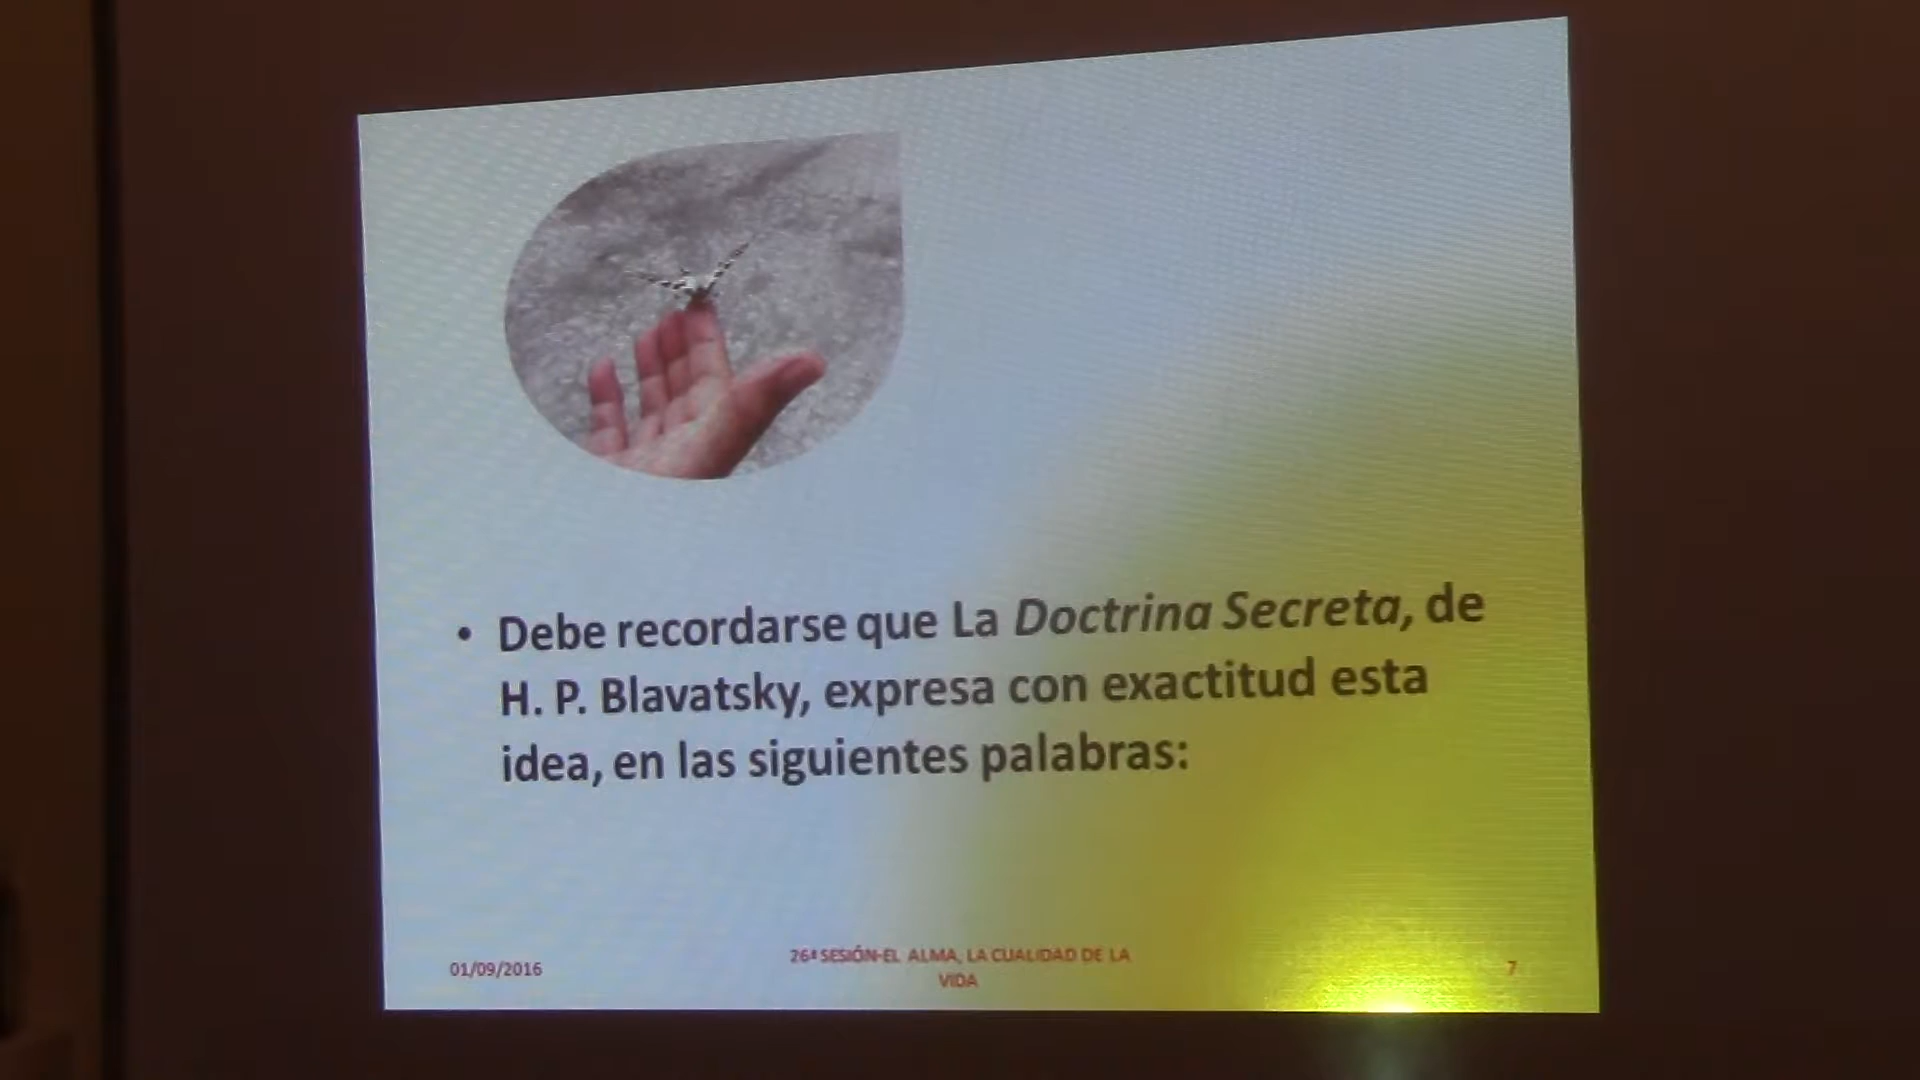 • Debe recordarse que La Doctrina Secreta, de
H. P. Blavatsky, expresa con exactitud esta
idea, en las siguientes palabras:
01/09/2016
26ª SESIÓN-EL ALMA, LA CUALIDAD DE LA
VIDA
7